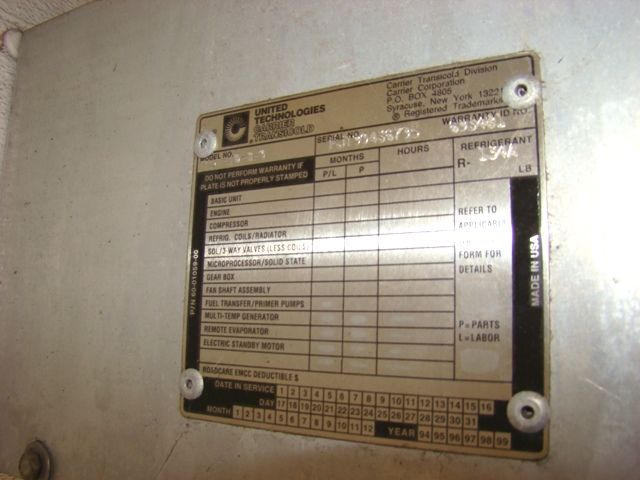 UNITED
TECHNOLOGIES
CARRIER
TRANSICOLD
Carrier Transicold Division
Carrier Corporation
P.O. BOX 4805
Syracuse, New York 13221
® Registered Trademark
MODEL NO.
SERIAL NO.
WARRANTY ID NO.
DO NOT PERFORM WARRANTY IF
PLATE IS NOT PROPERLY STAMPED
MONTHS
P/L P
HOURS
REFRIGERANT
R-
LB
BASIC UNIT
ENGINE
COMPRESSOR
REFRIG. COILS/RADIATOR
SOL/3-WAY VALVES (LESS COILS)
MICROPROCESSOR/SOLID STATE
GEAR BOX
FAN SHAFT ASSEMBLY
FUEL TRANSFER/PRIMER PUMPS
MULTI-TEMP GENERATOR
REMOTE EVAPORATOR
ELECTRIC STANDBY MOTOR
ROADCARE EMCC DEDUCTIBLE $
REFER TO
APPLICABLE
FORM FOR
DETAILS
P=PARTS
L=LABOR
P/N 60-01059-00
MADE IN USA
DATE IN SERVICE 1 2 3 4 5 6 7 8 9 10 11 12 13 14 15 16
DAY 17 18 19 20 21 22 23 24 25 26 27 28 29 30 31
MONTH 1 2 3 4 5 6 7 8 9 10 11 12 YEAR 94 95 96 97 98 99